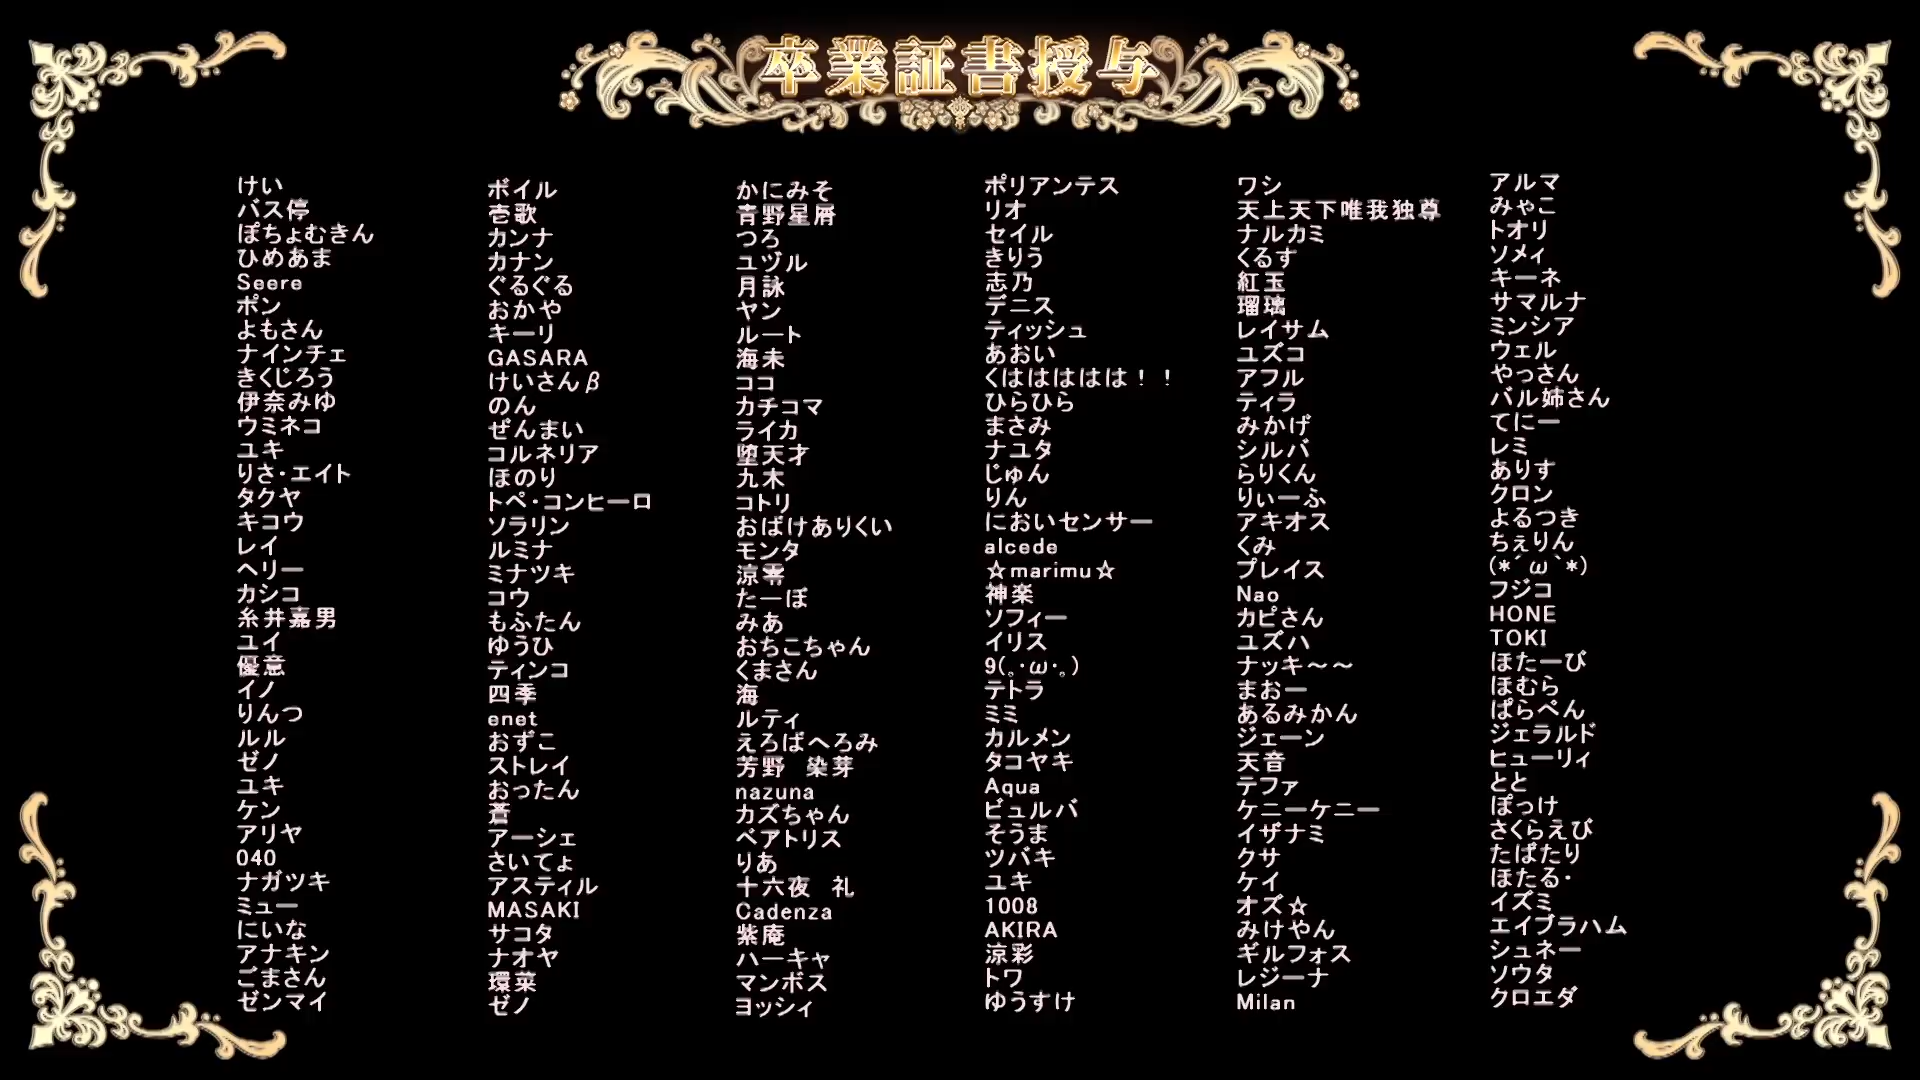 卒業証書授与
けい
バス停
ぽちょむきん
ひめあま
Seere
ポン
よもさん
ナインチェ
きくじろう
伊奈みゆ
ウミネコ
ユキ
りさ・エイト
タクヤ
キコウ
レイ
ヘリー
カシコ
糸井嘉男
ユイ
優意
イノ
りんつ
ルル
ゼノ
ユキ
ケン
アリヤ
040
ナガツキ
ミュー
にいな
アナキン
ごまさん
ゼンマイ
ボイル
壱歌
カンナ
カナン
ぐるぐる
おかや
キーリ
GASARA
けいさんβ
のん
ぜんまい
コルネリア
ほのり
トペ・コンヒーロ
ソラリン
ルミナ
ミナツキ
コウ
もふたん
ゆうひ
ティンコ
四季
enet
おずこ
ストレイ
おったん
蒼
アーシェ
さいてょ
アスティル
MASAKI
サコタ
ナオヤ
環菜
ゼノ
かにみそ
青野星屑
つろ
ユヅル
月詠
ヤン
ルート
海未
ココ
カチコマ
ライカ
堕天才
九木
コトリ
おばけありくい
モンタ
涼零
たーぼ
みあ
おちこちゃん
くまさん
海
ルティ
えろばへろみ
芳野　染芽
nazuna
カズちゃん
ベアトリス
りあ
十六夜　礼
Cadenza
紫庵
ハーキャ
マンボス
ヨッシィ
ポリアンテス
リオ
セイル
きりう
志乃
デニス
ティッシュ
あおい
くはははははは！！
ひらひら
まさみ
ナユタ
じゅん
りん
においセンサー
alcede
☆marimu☆
神楽
ソフィー
イリス
9(｡･ω･｡)
テトラ
ミミ
カルメン
タコヤキ
Aqua
ビュルバ
そうま
ツバキ
ユキ
1008
AKIRA
涼彩
トワ
ゆうすけ
ワシ
天上天下唯我独尊
ナルカミ
くるす
紅玉
瑠璃
レイサム
ユズコ
アフル
ティラ
みかげ
シルバ
らりくん
りぃーふ
アキオス
くみ
プレイス
Nao
カピさん
ユズハ
ナッキ～～
まおー
あるみかん
ジェーン
天音
テファ
ケニーケニー
イザナミ
クサ
ケイ
オズ☆
みけやん
ギルフォス
レジーナ
Milan
アルマ
みゃこ
トオリ
ソメィ
キーネ
サマルナ
ミンシア
ウェル
やっさん
バル姉さん
てにー
レミ
ありす
クロン
よるつき
ちぇりん
(*´ω`*)
フジコ
HONE
TOKI
ほたーび
ほむら
ぱらぺん
ジェラルド
ヒューリィ
とと
ぽっけ
さくらえび
たぱたり
ほたる・
イズミ
エイブラハム
シュネー
ソウタ
クロエダ